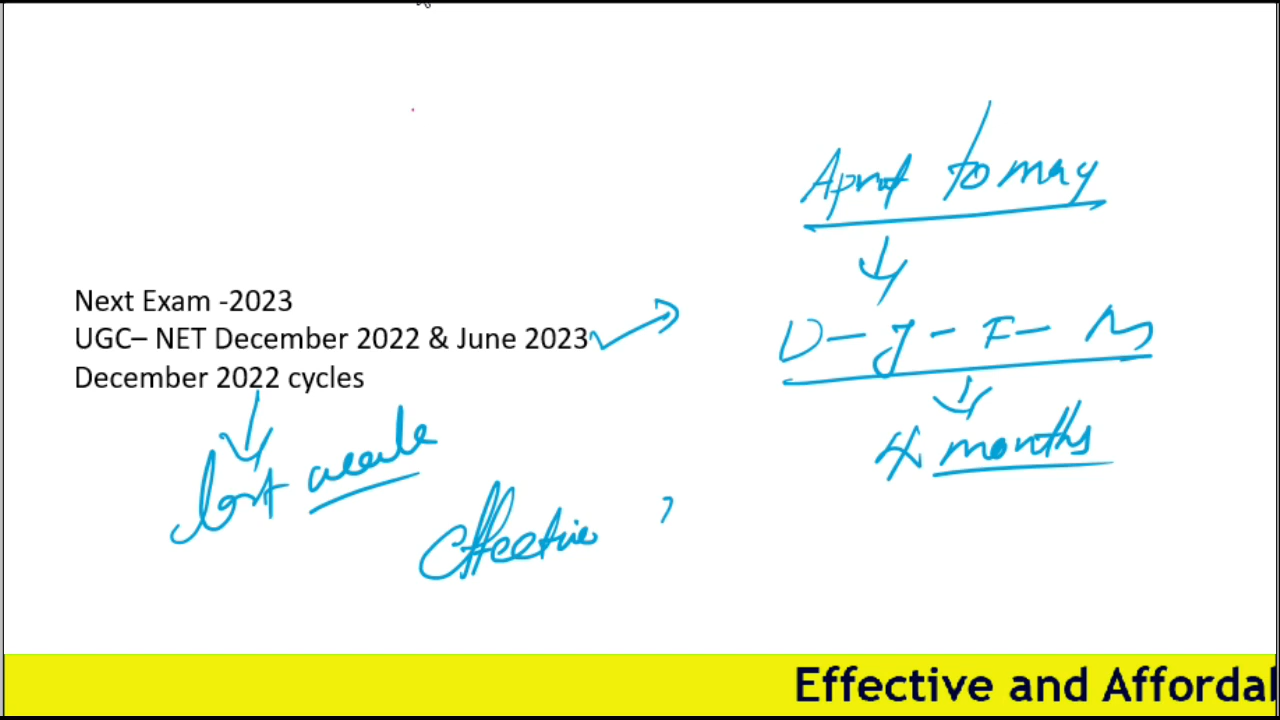 Next Exam -2023
UGC– NET December 2022 & June 2023
December 2022 cycles
April to may
D – J – F – M
4 months
last
Effective
Effective and Affordal